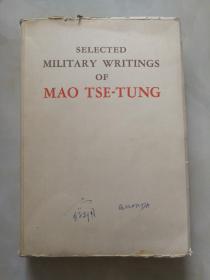 SELECTED
MILITARY WRITINGS
OF
MAO TSE-TUNG